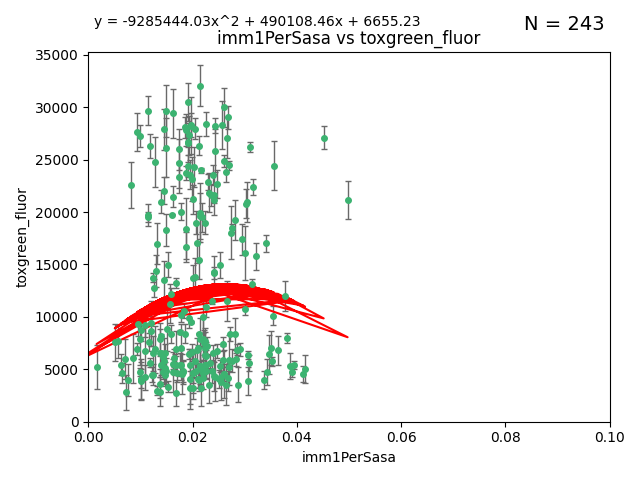 y = -9285444.03x^2 + 490108.46x + 6655.23
N = 243
imm1PerSasa vs toxgreen_fluor
35000
30000
25000
20000
15000
10000
5000
0
toxgreen_fluor
0.00 0.02 0.04 0.06 0.08 0.10
imm1PerSasa